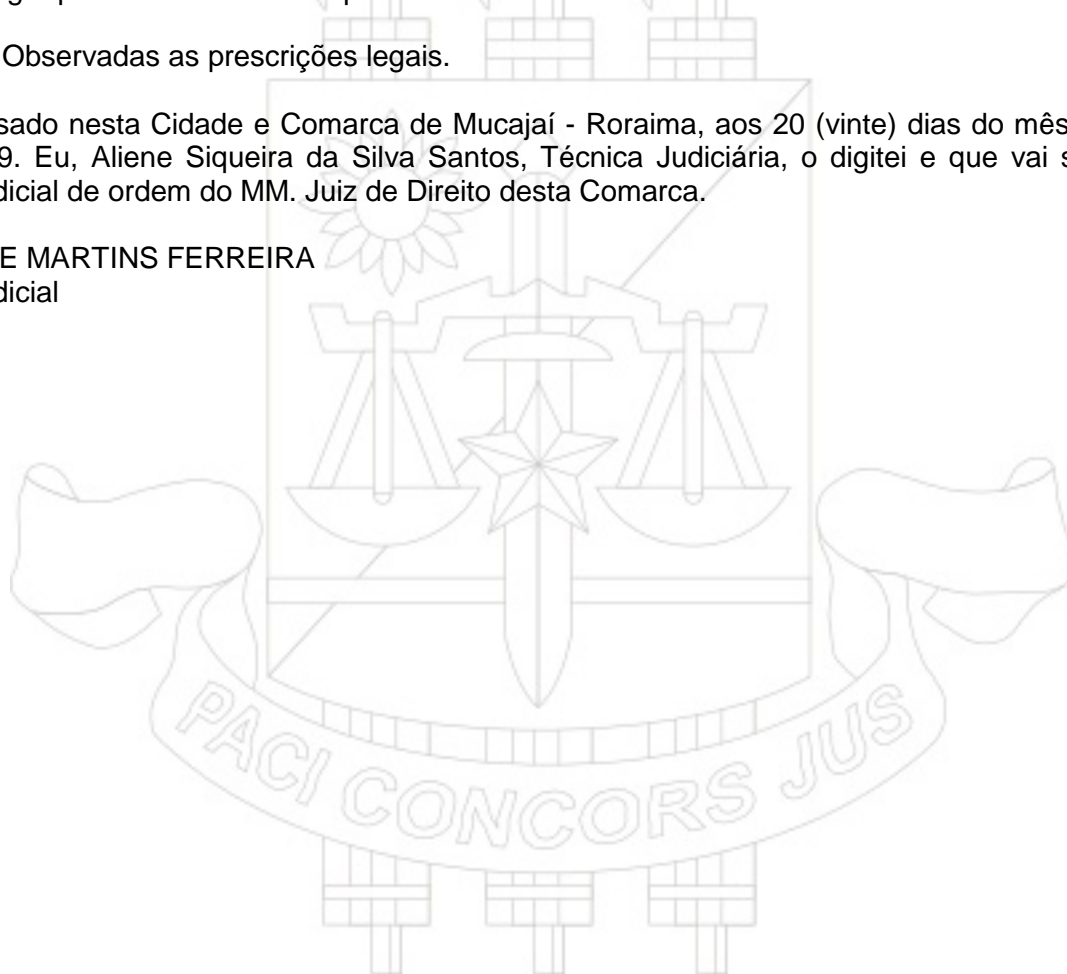 Observadas as prescrições legais.
sado nesta Cidade e Comarca de Mucajaí - Roraima, aos 20 (vinte) dias do mês
9. Eu, Aliene Siqueira da Silva Santos, Técnica Judiciária, o digitei e que vai s
dicial de ordem do MM. Juiz de Direito desta Comarca.
E MARTINS FERREIRA
dicial
PACI CONCORS JUS